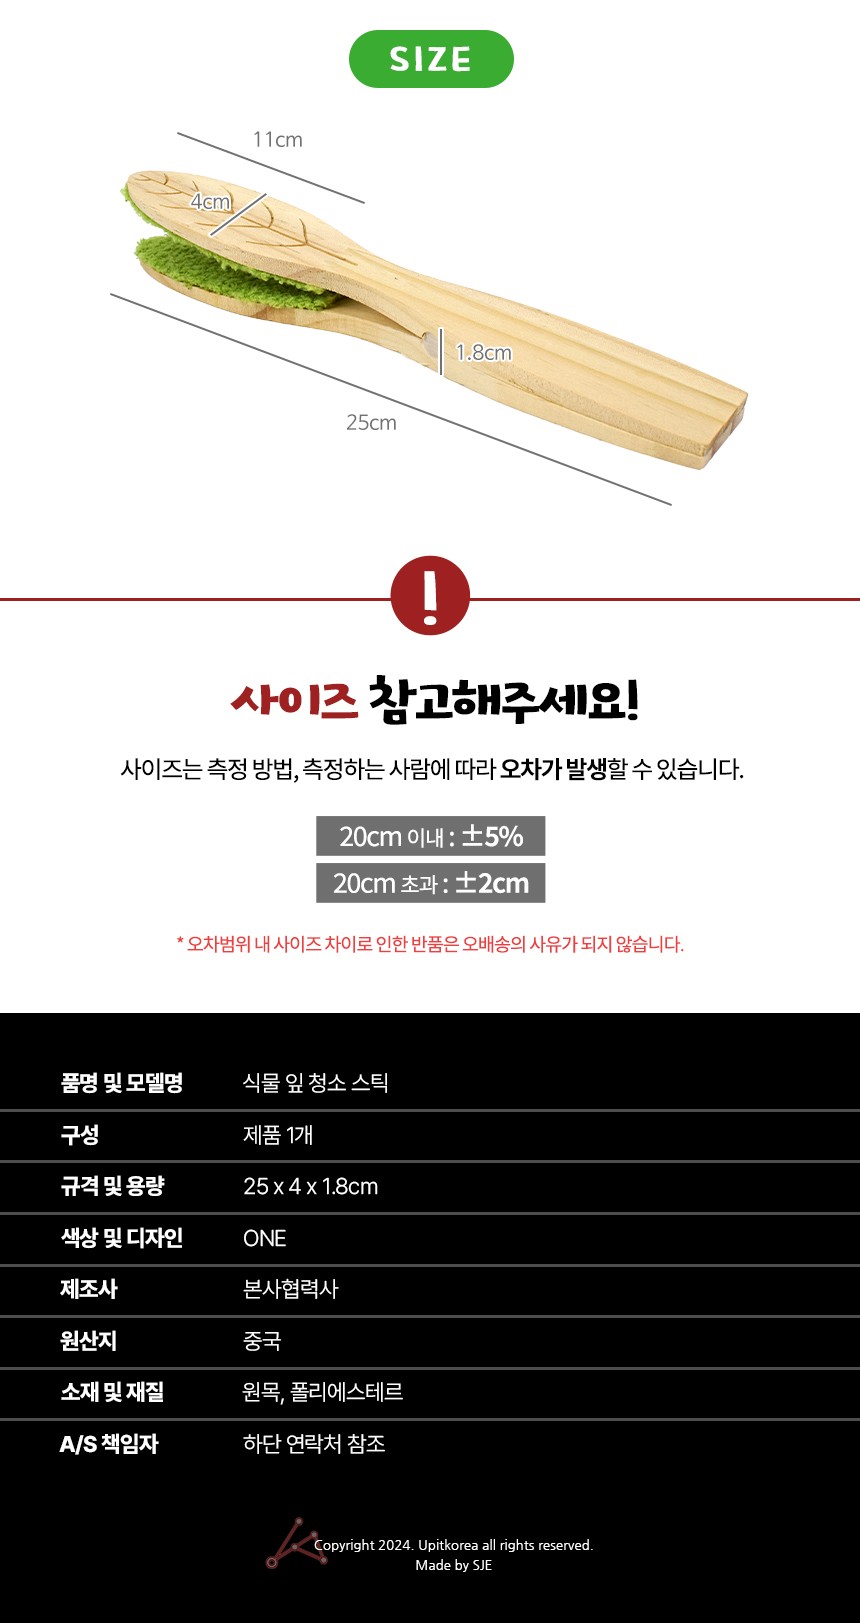 SIZE
11cm
4cm
1.8cm
25cm
!
사이즈 참고해주세요!
사이즈는 측정 방법, 측정하는 사람에 따라 오차가 발생할 수 있습니다.
20cm 이내 : ±5%
20cm 초과 : ±2cm
* 오차범위 내 사이즈 차이로 인한 반품은 오배송의 사유가 되지 않습니다.
품명 및 모델명 식물 잎 청소 스틱
구성 제품 1개
규격 및 용량 25 x 4 x 1.8cm
색상 및 디자인 ONE
제조사 본사협력사
원산지 중국
소재 및 재질 원목, 폴리에스테르
A/S 책임자 하단 연락처 참조
Copyright 2024. Upitkorea all rights reserved.
Made by SJE